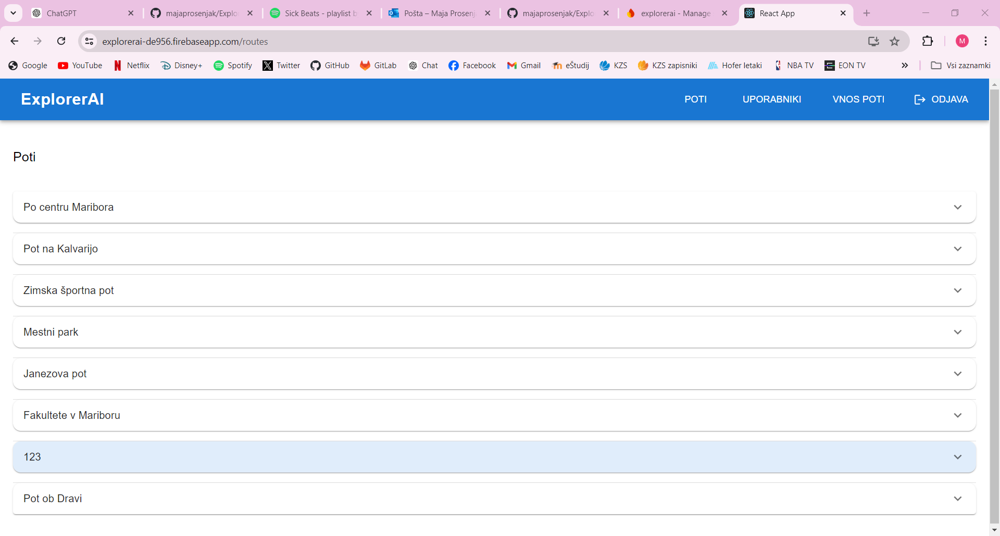 ChatGPT
majaprosenjak/Explo
Sick Beats - playlist b
Pošta – Maja Prosenj
majaprosenjak/Explo
explorerai - Manage
React App
explorerai-de956.firebaseapp.com/routes
M
Google YouTube Netflix Disney+ Spotify Twitter GitHub GitLab Chat Facebook Gmail eŠtudij KZS KZS zapisniki Hofer letaki NBA TV EON TV » Vsi zaznamki
ExplorerAI POTI UPORABNIKI VNOS POTI ODJAVA
Poti
Po centru Maribora
Pot na Kalvarijo
Zimska športna pot
Mestni park
Janezova pot
Fakultete v Mariboru
123
Pot ob Dravi